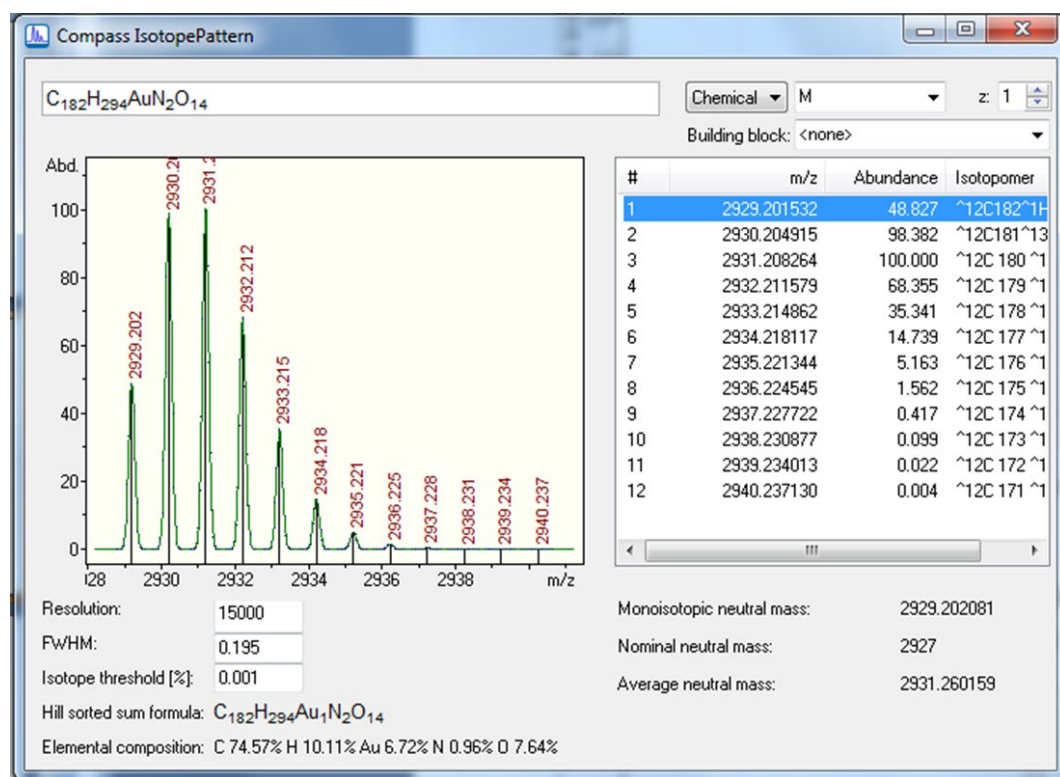 Compass IsotopePattern
C₁₈₂H₂₉₄AuN₂O₁₄
Chemical M z: 1
Building block: <none>
Abd.
100
80
60
40
20
0
2929.202
2932.212
2933.215
2934.218
2935.221
2936.225
2937.228
2938.231
2939.234
2940.237
2930 2932 2934 2936 2938 m/z
# m/z Abundance Isotopomer
1 2929.201532 48.827 ^12C182^1H
2 2930.204915 98.382 ^12C181^13
3 2931.208264 100.000 ^12C 180 ^1
4 2932.211579 68.355 ^12C 179 ^1
5 2933.214862 35.341 ^12C 178 ^1
6 2934.218117 14.739 ^12C 177 ^1
7 2935.221344 5.163 ^12C 176 ^1
8 2936.224545 1.562 ^12C 175 ^1
9 2937.227722 0.417 ^12C 174 ^1
10 2938.230877 0.099 ^12C 173 ^1
11 2939.234013 0.022 ^12C 172 ^1
12 2940.237130 0.004 ^12C 171 ^1
Resolution: 15000
FWHM: 0.195
Isotope threshold [%]: 0.001
Hill sorted sum formula: C₁₈₂H₂₉₄Au₁N₂O₁₄
Elemental composition: C 74.57% H 10.11% Au 6.72% N 0.96% O 7.64%
Monoisotopic neutral mass: 2929.202081
Nominal neutral mass: 2927
Average neutral mass: 2931.260159